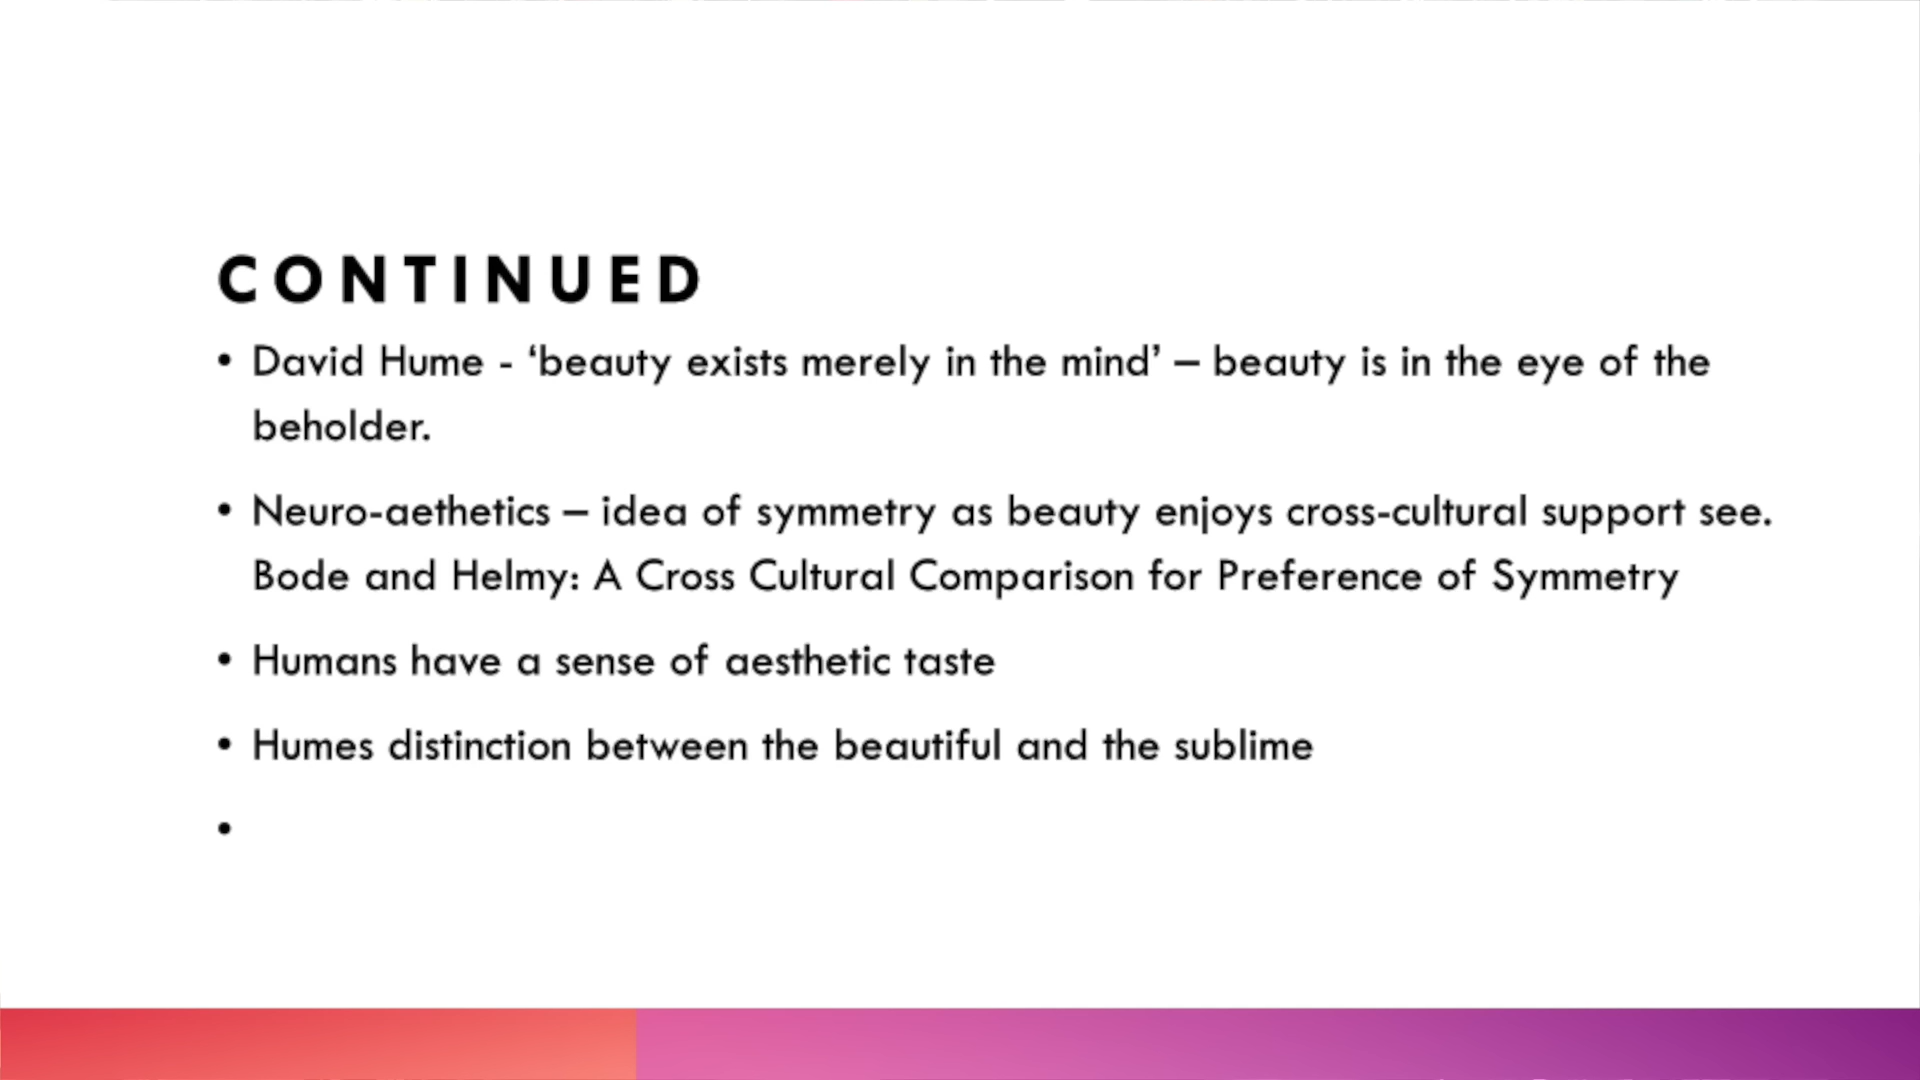 CONTINUED
• David Hume - ‘beauty exists merely in the mind’ – beauty is in the eye of the
beholder.
• Neuro-aethetics – idea of symmetry as beauty enjoys cross-cultural support see.
Bode and Helmy: A Cross Cultural Comparison for Preference of Symmetry
• Humans have a sense of aesthetic taste
• Humes distinction between the beautiful and the sublime
•